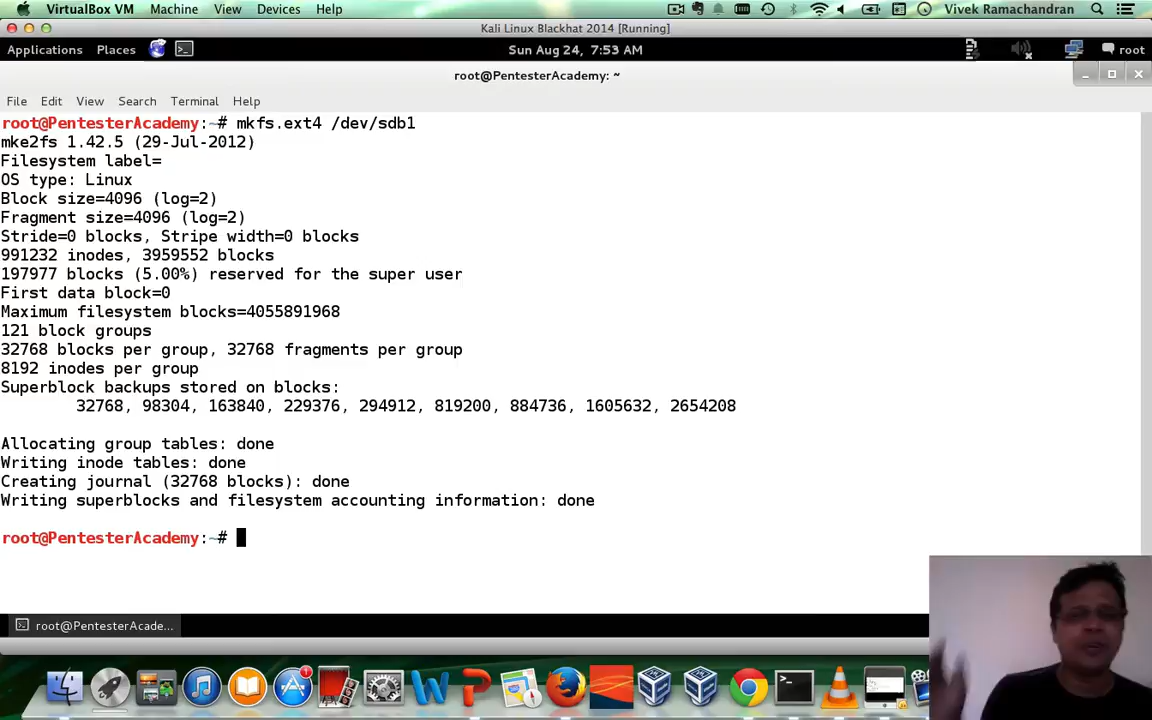 VirtualBox VM Machine View Devices Help Vivek Ramachandran
Kali Linux Blackhat 2014 [Running]
Applications Places Sun Aug 24, 7:53 AM root
root@PentesterAcademy: ~
File Edit View Search Terminal Help
root@PentesterAcademy:~# mkfs.ext4 /dev/sdb1
mke2fs 1.42.5 (29-Jul-2012)
Filesystem label=
OS type: Linux
Block size=4096 (log=2)
Fragment size=4096 (log=2)
Stride=0 blocks, Stripe width=0 blocks
991232 inodes, 3959552 blocks
197977 blocks (5.00%) reserved for the super user
First data block=0
Maximum filesystem blocks=4055891968
121 block groups
32768 blocks per group, 32768 fragments per group
8192 inodes per group
Superblock backups stored on blocks:
32768, 98304, 163840, 229376, 294912, 819200, 884736, 1605632, 2654208
Allocating group tables: done
Writing inode tables: done
Creating journal (32768 blocks): done
Writing superblocks and filesystem accounting information: done
root@PentesterAcademy:~#
root@PentesterAcade...